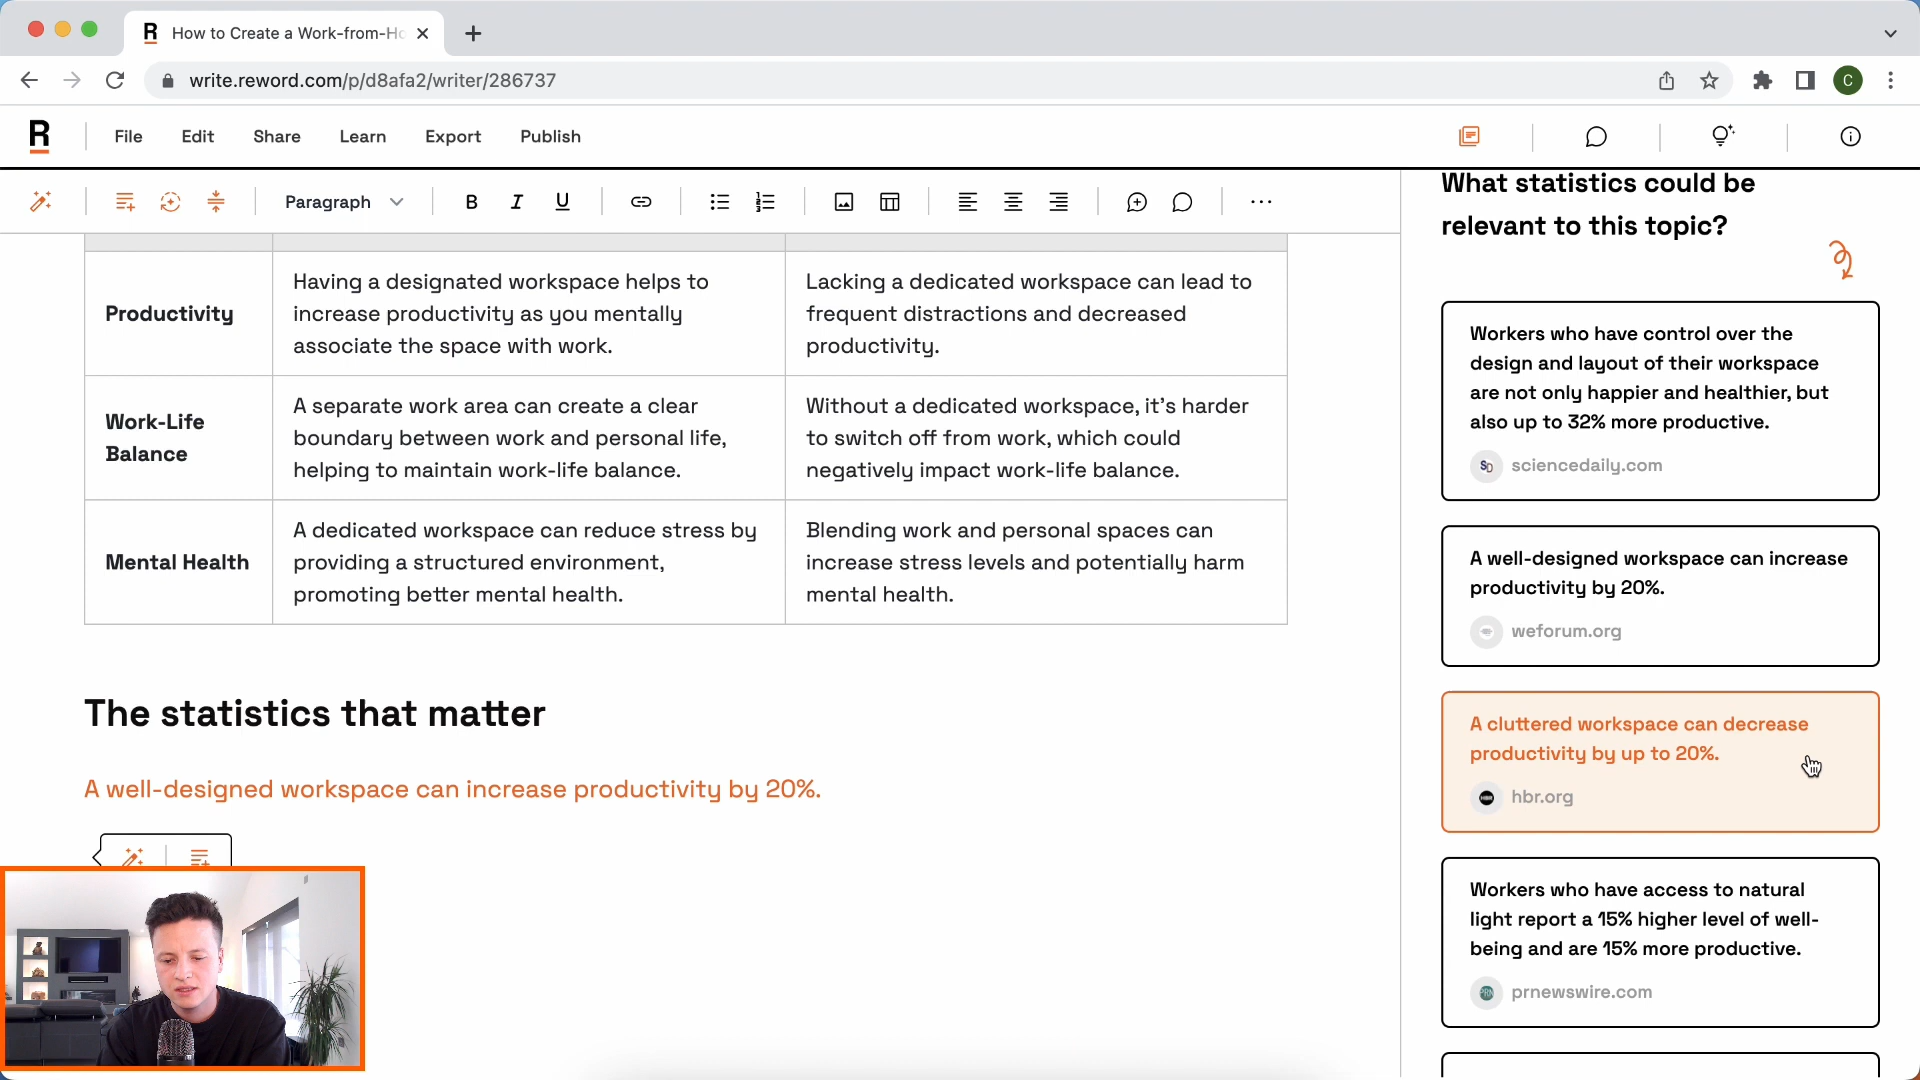 R How to Create a Work-from-Ho
write.reword.com/p/d8afa2/writer/286737
C
R File Edit Share Learn Export Publish
Paragraph B I U
Productivity
Having a designated workspace helps to
increase productivity as you mentally
associate the space with work.
Lacking a dedicated workspace can lead to
frequent distractions and decreased
productivity.
Work-Life
Balance
A separate work area can create a clear
boundary between work and personal life,
helping to maintain work-life balance.
Without a dedicated workspace, it's harder
to switch off from work, which could
negatively impact work-life balance.
Mental Health
A dedicated workspace can reduce stress by
providing a structured environment,
promoting better mental health.
Blending work and personal spaces can
increase stress levels and potentially harm
mental health.
The statistics that matter
A well-designed workspace can increase productivity by 20%.
What statistics could be
relevant to this topic?
Workers who have control over the
design and layout of their workspace
are not only happier and healthier, but
also up to 32% more productive.
SD sciencedaily.com
A well-designed workspace can increase
productivity by 20%.
weforum.org
A cluttered workspace can decrease
productivity by up to 20%.
hbr.org
Workers who have access to natural
light report a 15% higher level of well-
being and are 15% more productive.
PRN prnewswire.com